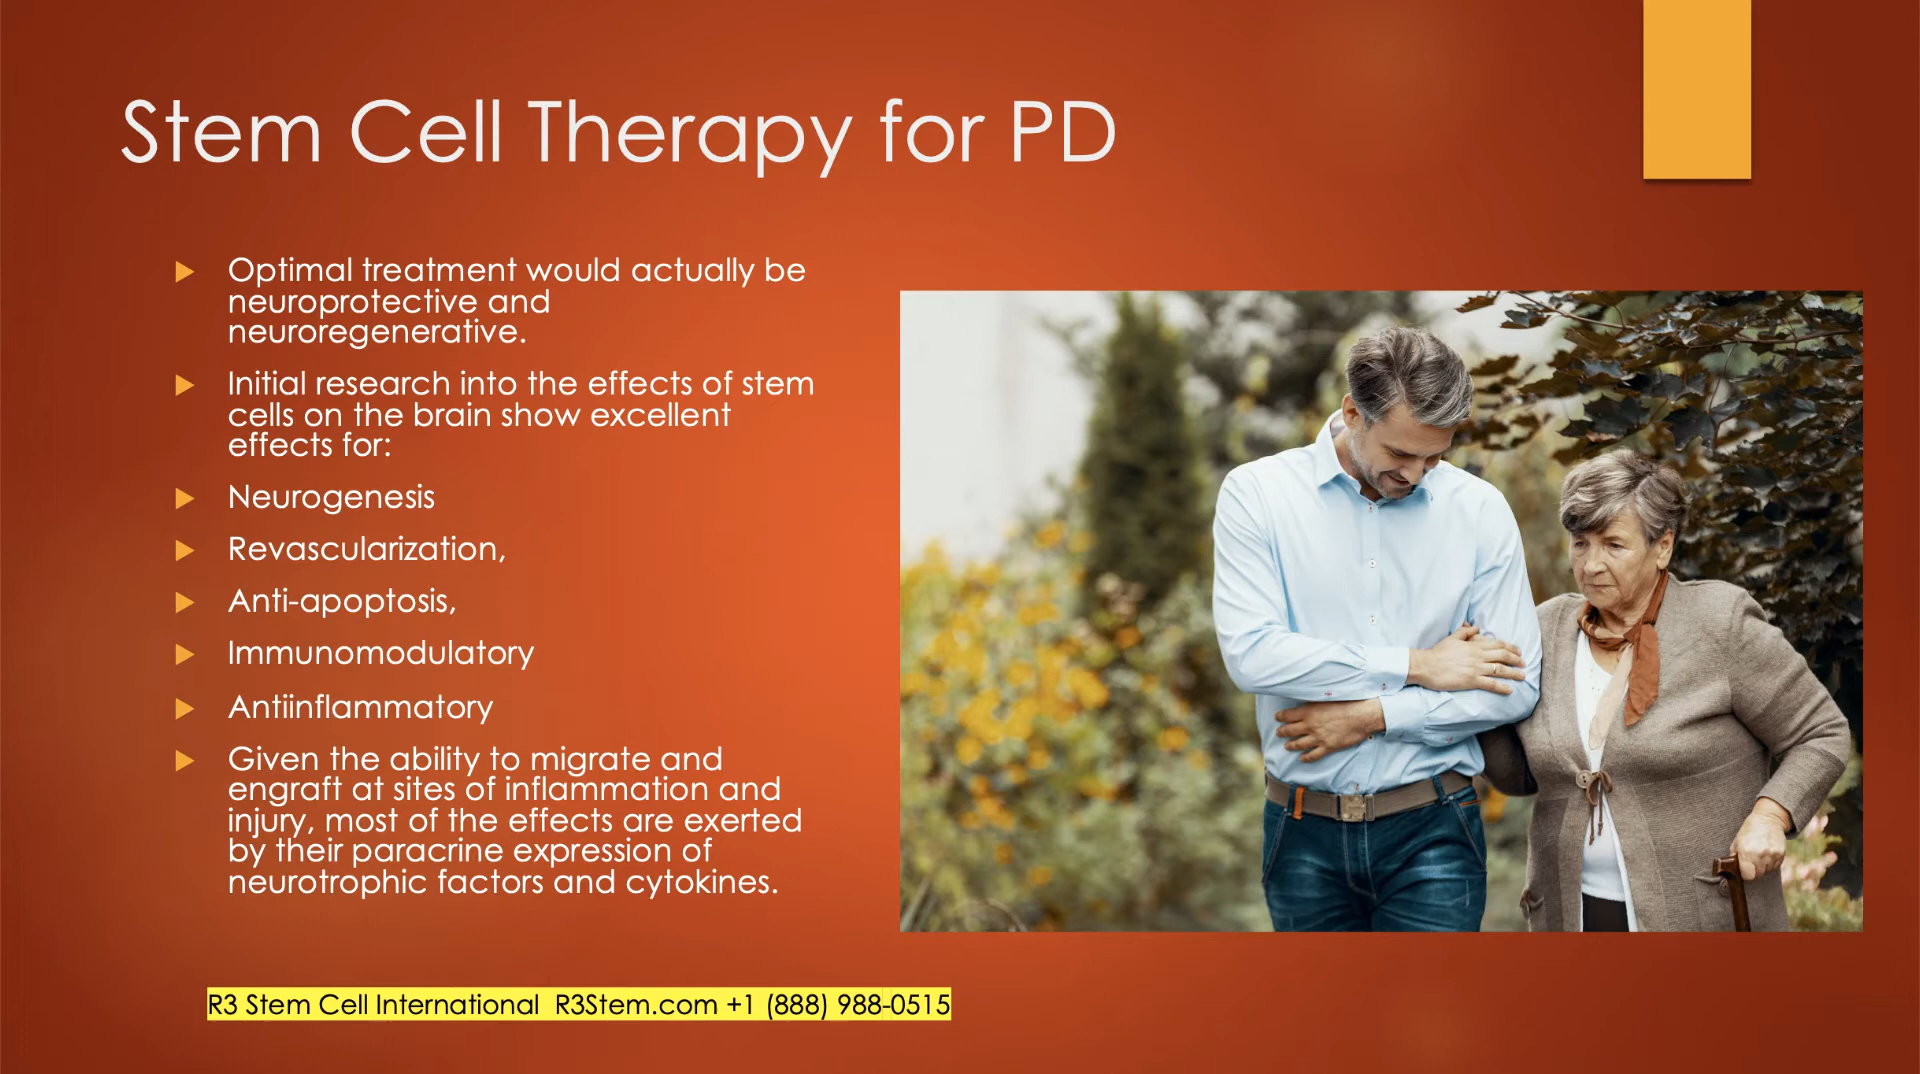 Stem Cell Therapy for PD
Optimal treatment would actually be
neuroprotective and
neuroregenerative.
Initial research into the effects of stem
cells on the brain show excellent
effects for:
Neurogenesis
Revascularization,
Anti-apoptosis,
Immunomodulatory
Antiinflammatory
Given the ability to migrate and
engraft at sites of inflammation and
injury, most of the effects are exerted
by their paracrine expression of
neurotrophic factors and cytokines.
R3 Stem Cell International  R3Stem.com +1 (888) 988-0515